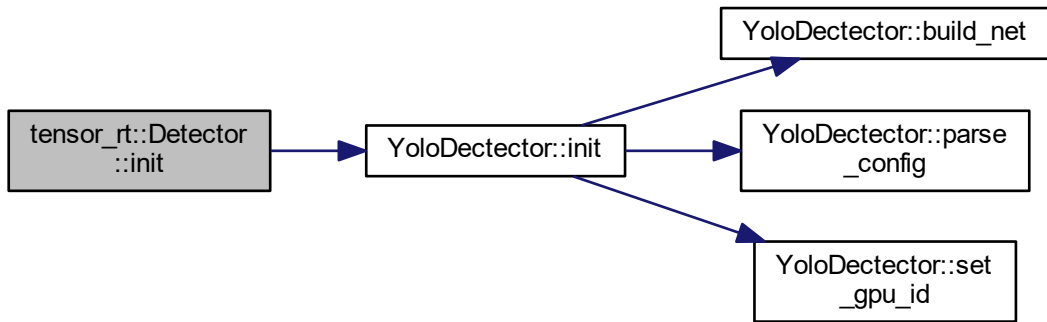 tensor_rt::Detector
::init
YoloDectector::init
YoloDectector::build_net
YoloDectector::parse
_config
YoloDectector::set
_gpu_id